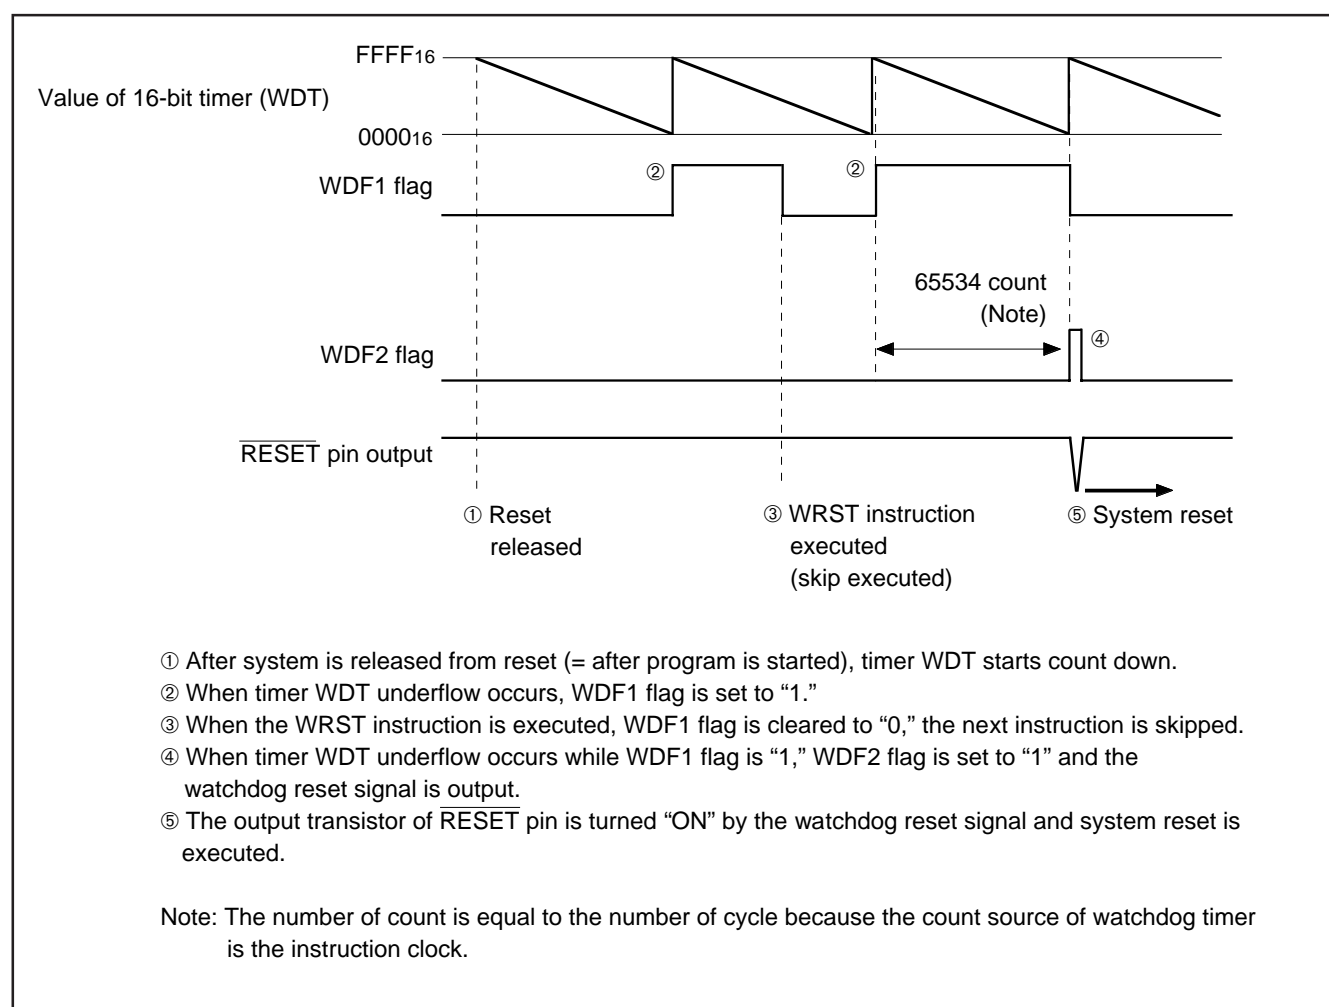 FFFF16
Value of 16-bit timer (WDT)
000016
② ②
WDF1 flag
65534 count
(Note)
WDF2 flag
④
RESET pin output
① Reset
released
③ WRST instruction
executed
(skip executed)
⑤ System reset
① After system is released from reset (= after program is started), timer WDT starts count down.
② When timer WDT underflow occurs, WDF1 flag is set to “1.”
③ When the WRST instruction is executed, WDF1 flag is cleared to “0,” the next instruction is skipped.
④ When timer WDT underflow occurs while WDF1 flag is “1,” WDF2 flag is set to “1” and the
watchdog reset signal is output.
⑤ The output transistor of RESET pin is turned “ON” by the watchdog reset signal and system reset is
executed.
Note: The number of count is equal to the number of cycle because the count source of watchdog timer
is the instruction clock.